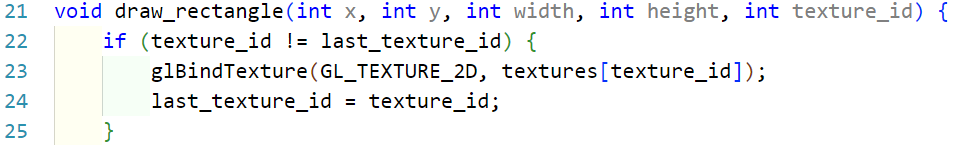 21 void draw_rectangle(int x, int y, int width, int height, int texture_id) {
22     if (texture_id != last_texture_id) {
23         glBindTexture(GL_TEXTURE_2D, textures[texture_id]);
24         last_texture_id = texture_id;
25     }